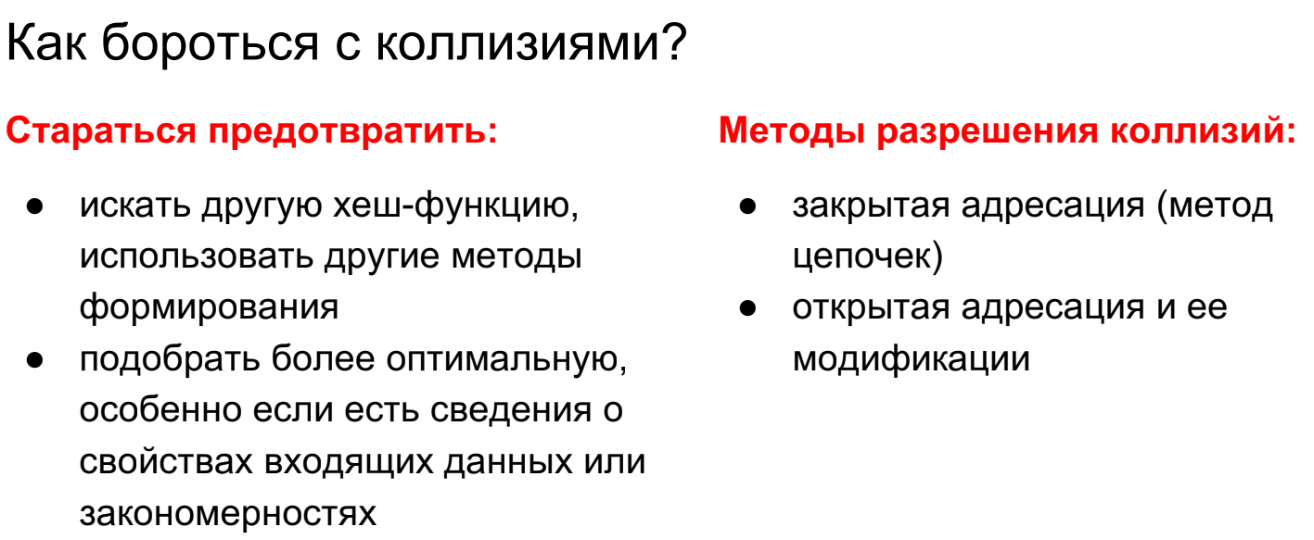 Как бороться с коллизиями?
Стараться предотвратить:
● искать другую хеш-функцию,
использовать другие методы
формирования
● подобрать более оптимальную,
особенно если есть сведения о
свойствах входящих данных или
закономерностях
Методы разрешения коллизий:
● закрытая адресация (метод
цепочек)
● открытая адресация и ее
модификации